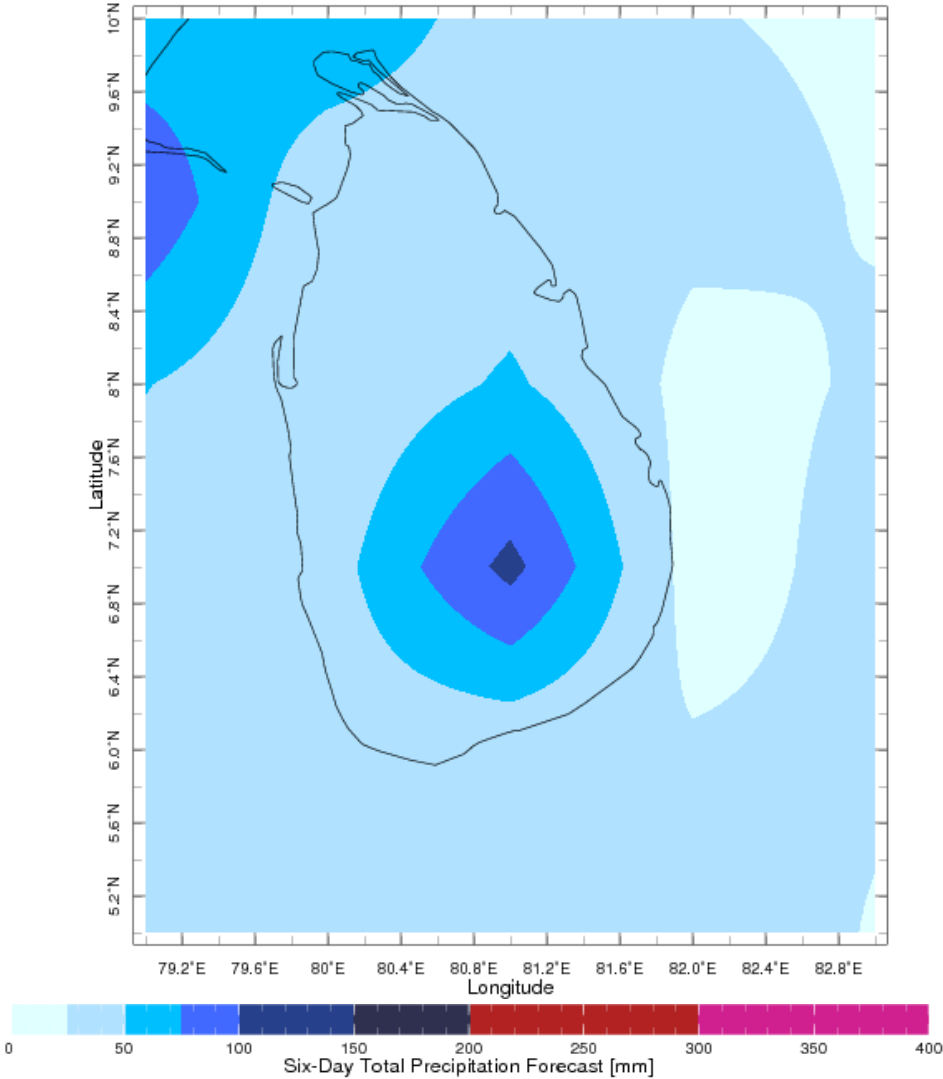 10°N
9.6°N
9.2°N
8.8°N
8.4°N
8°N
7.6°N
7.2°N
6.8°N
6.4°N
6.0°N
5.6°N
5.2°N
Latitude
79.2°E 79.6°E 80°E 80.4°E 80.8°E 81.2°E 81.6°E 82.0°E 82.4°E 82.8°E
Longitude
0 50 100 150 200 250 300 350 400
Six-Day Total Precipitation Forecast [mm]